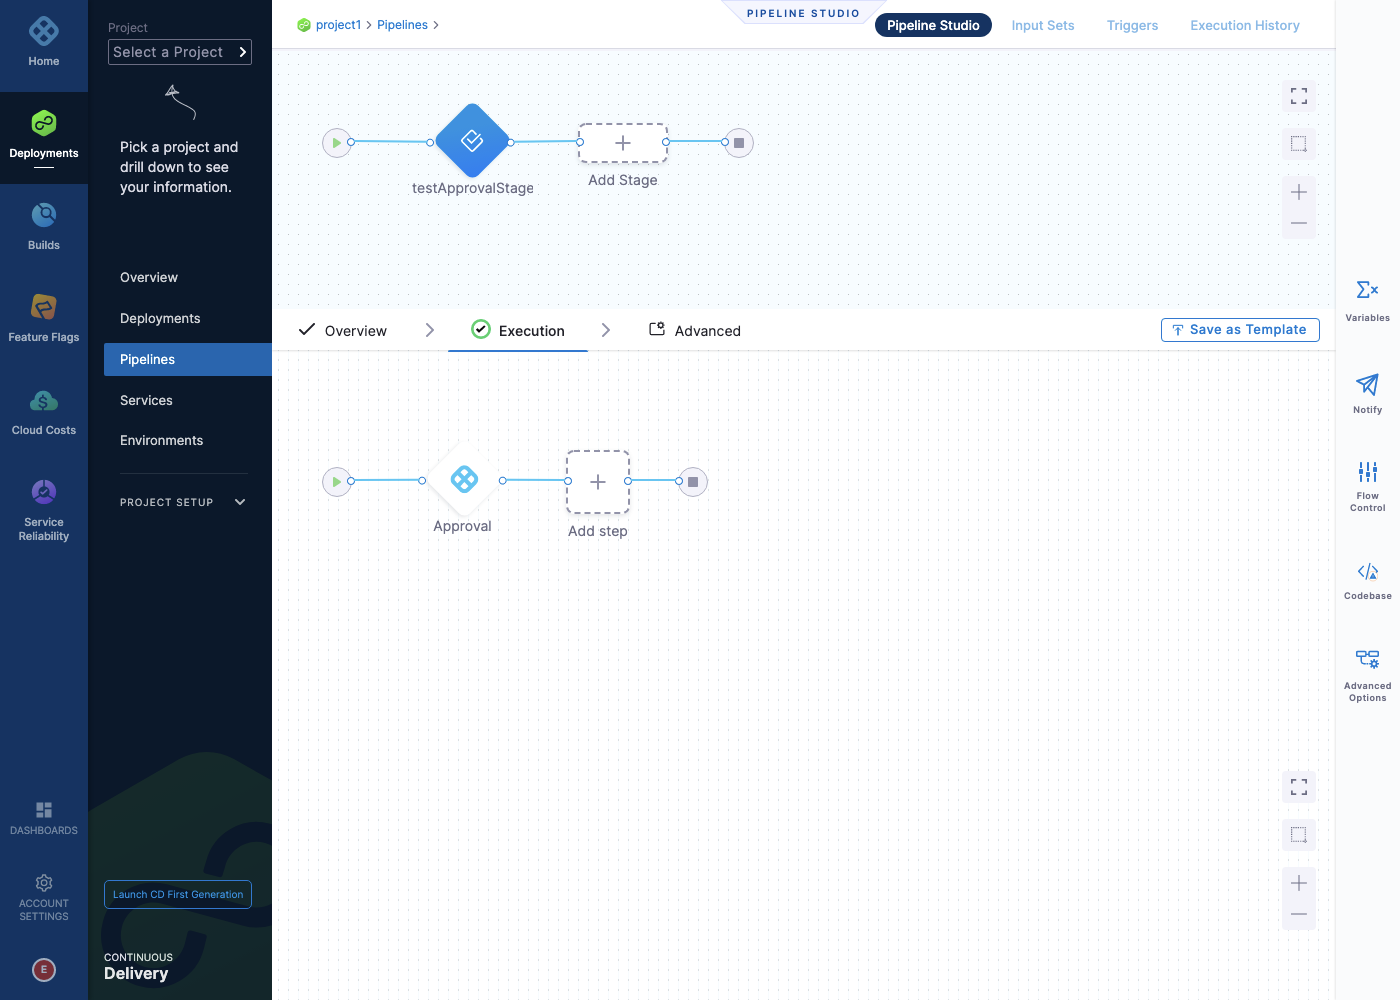 Home
Deployments
Builds
Feature Flags
Cloud Costs
Service
Reliability
DASHBOARDS
ACCOUNT
SETTINGS
E
Project
Select a Project
Pick a project and
drill down to see
your information.
Overview
Deployments
Pipelines
Services
Environments
PROJECT SETUP
Launch CD First Generation
CONTINUOUS
Delivery
project1 > Pipelines >
PIPELINE STUDIO
Pipeline Studio
Input Sets
Triggers
Execution History
testApprovalStage
Add Stage
Overview
Execution
Advanced
Save as Template
Approval
Add step
Variables
Notify
Flow
Control
Codebase
Advanced
Options